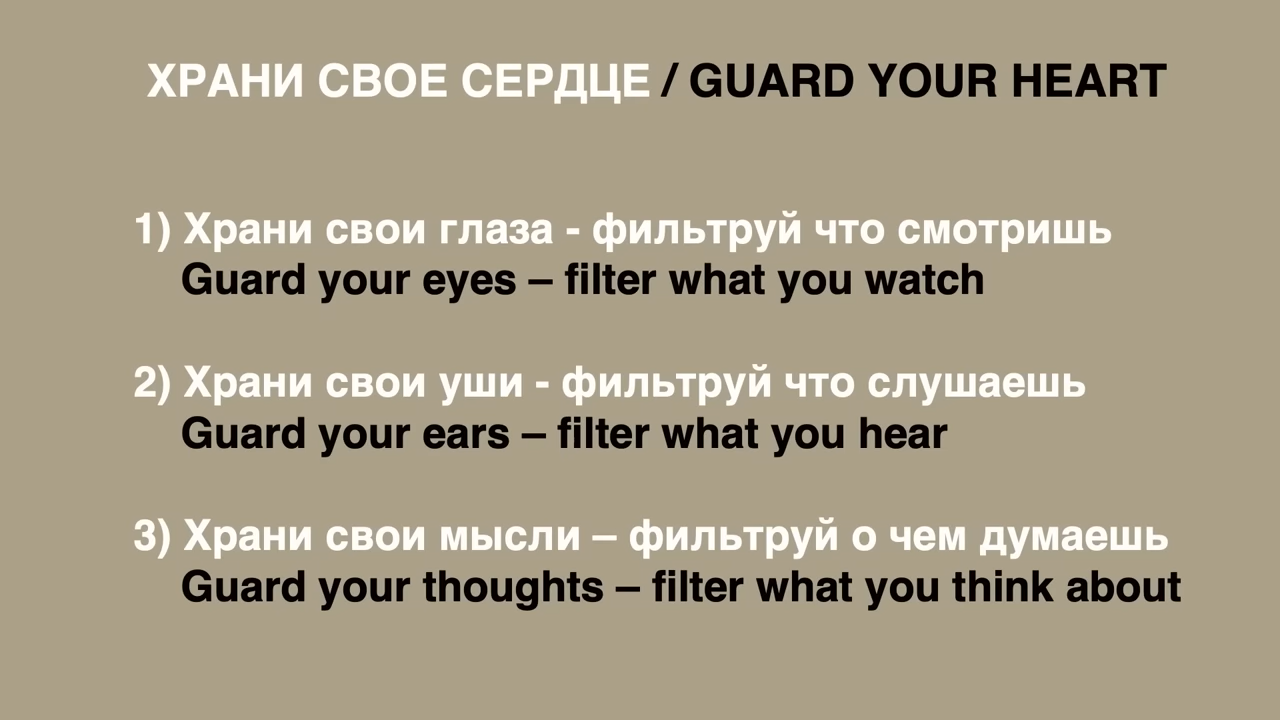 ХРАНИ СВОЕ СЕРДЦЕ / GUARD YOUR HEART
1) Храни свои глаза - фильтруй что смотришь
Guard your eyes – filter what you watch
2) Храни свои уши - фильтруй что слушаешь
Guard your ears – filter what you hear
3) Храни свои мысли – фильтруй о чем думаешь
Guard your thoughts – filter what you think about